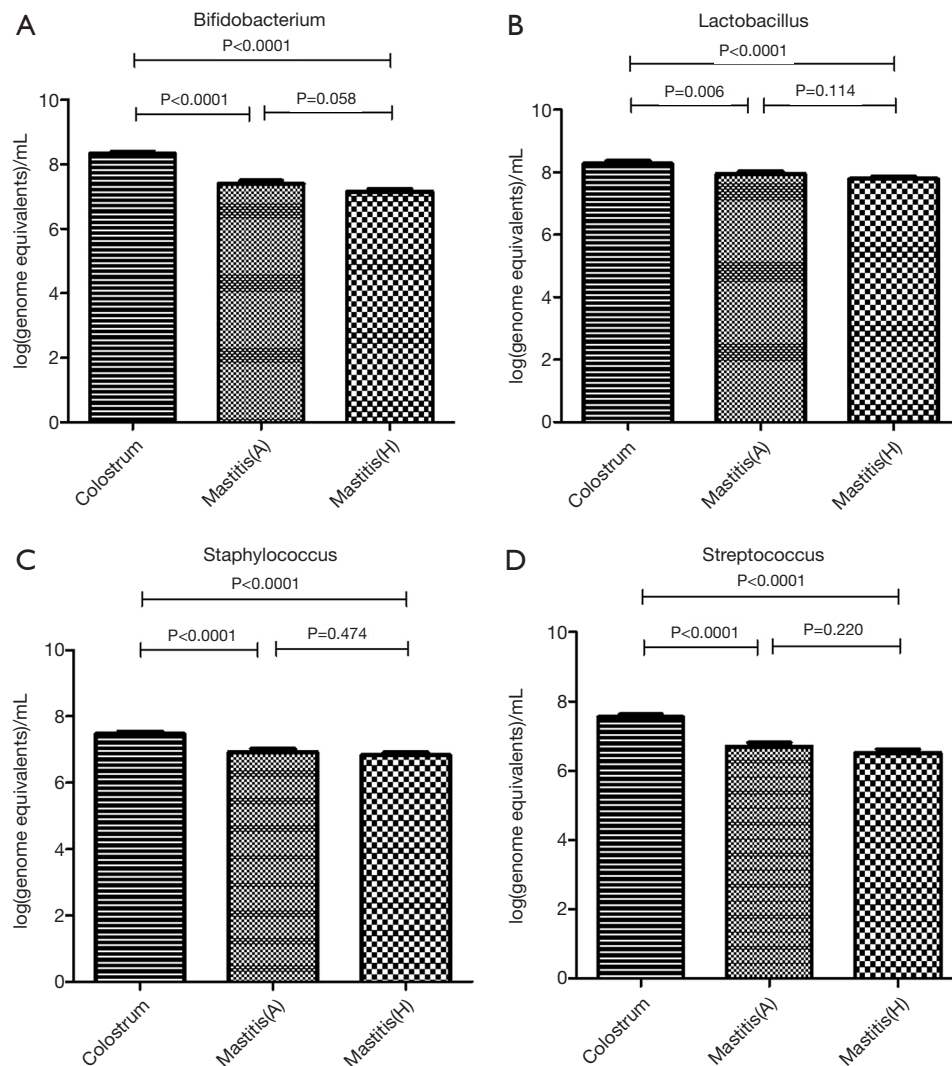 A
Bifidobacterium
P<0.0001
P<0.0001
P=0.058
log(genome equivalents)/mL
10
8
6
4
2
0
Colostrum
Mastitis(A)
Mastitis(H)
B
Lactobacillus
P<0.0001
P=0.006
P=0.114
log(genome equivalents)/mL
10
8
6
4
2
0
Colostrum
Mastitis(A)
Mastitis(H)
C
Staphylococcus
P<0.0001
P<0.0001
P=0.474
log(genome equivalents)/mL
10
8
6
4
2
0
Colostrum
Mastitis(A)
Mastitis(H)
D
Streptococcus
P<0.0001
P<0.0001
P=0.220
log(genome equivalents)/mL
10
8
6
4
2
0
Colostrum
Mastitis(A)
Mastitis(H)